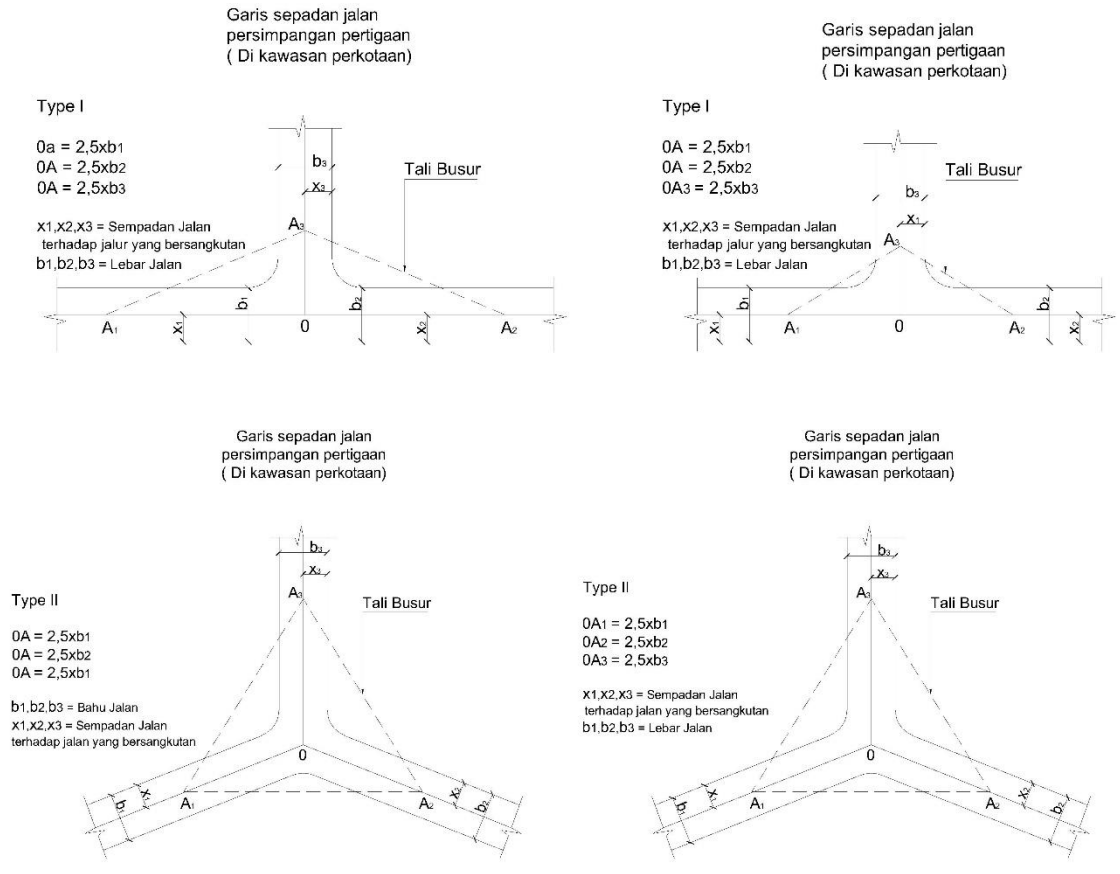 Garis sepadan jalan
persimpangan pertigaan
( Di kawasan perkotaan)
Type I
0a = 2,5xb1
0A = 2,5xb2
0A = 2,5xb3
x1,x2,x3 = Sempadan Jalan
terhadap jalur yang bersangkutan
b1,b2,b3 = Lebar Jalan
b3
x3
Tali Busur
A3
b1
b2
A1
x1
0
x2
A2
Garis sepadan jalan
persimpangan pertigaan
( Di kawasan perkotaan)
Type I
0A = 2,5xb1
0A = 2,5xb2
0A3 = 2,5xb3
x1,x2,x3 = Sempadan Jalan
terhadap jalur yang bersangkutan
b1,b2,b3 = Lebar Jalan
Tali Busur
b3
x1
A3
b1
b2
x1
A1
0
A2
x2
Garis sepadan jalan
persimpangan pertigaan
( Di kawasan perkotaan)
Type II
0A = 2,5xb1
0A = 2,5xb2
0A = 2,5xb1
b1,b2,b3 = Bahu Jalan
x1,x2,x3 = Sempadan Jalan
terhadap jalan yang bersangkutan
b3
x3
A3
Tali Busur
0
b1
x1
A1
A2
x2
b2
Garis sepadan jalan
persimpangan pertigaan
( Di kawasan perkotaan)
Type II
0A1 = 2,5xb1
0A2 = 2,5xb2
0A3 = 2,5xb3
x1,x2,x3 = Sempadan Jalan
terhadap jalan yang bersangkutan
b1,b2,b3 = Lebar Jalan
b3
x3
A3
Tali Busur
0
b1
x1
A1
A2
x2
b2